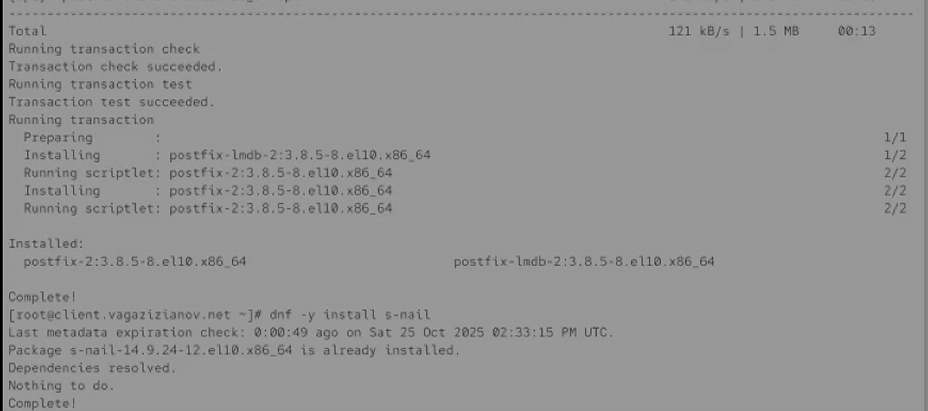 --------------------------------------------------------------------------------
Total 121 kB/s | 1.5 MB 00:13
Running transaction check
Transaction check succeeded.
Running transaction test
Transaction test succeeded.
Running transaction
Preparing : 1/1
Installing : postfix-lmdb-2:3.8.5-8.el10.x86_64 1/2
Running scriptlet: postfix-2:3.8.5-8.el10.x86_64 2/2
Installing : postfix-2:3.8.5-8.el10.x86_64 2/2
Running scriptlet: postfix-2:3.8.5-8.el10.x86_64 2/2
Installed:
postfix-2:3.8.5-8.el10.x86_64 postfix-lmdb-2:3.8.5-8.el10.x86_64
Complete!
[root@client.vagazizianov.net ~]# dnf -y install s-nail
Last metadata expiration check: 0:00:49 ago on Sat 25 Oct 2025 02:33:15 PM UTC.
Package s-nail-14.9.24-12.el10.x86_64 is already installed.
Dependencies resolved.
Nothing to do.
Complete!